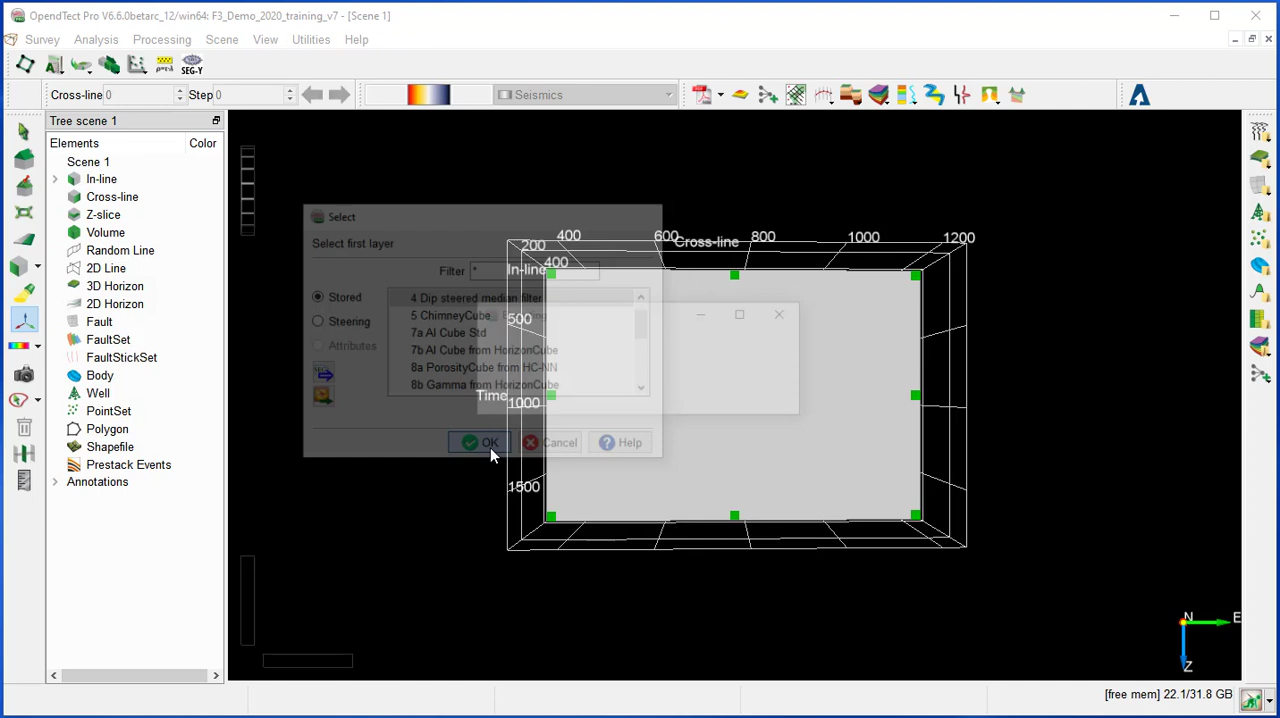 OpendTect Pro V6.6.0betarc_12/win64: F3_Demo_2020_training_v7 - [Scene 1]
Survey Analysis Processing Scene View Utilities Help
SEG-Y
Cross-line 0 Step 0 Seismics
Tree scene 1
Elements Color
Scene 1
In-line
Cross-line
Z-slice
Volume
Random Line
2D Line
3D Horizon
2D Horizon
Fault
FaultSet
FaultStickSet
Body
Well
PointSet
Polygon
Shapefile
Prestack Events
Annotations
Select
Select first layer
Filter *
Stored
Steering
Attributes
4 Dip steered median filter
5 ChimneyCube
7a AI Cube Std
7b AI Cube from HorizonCube
8a PorosityCube from HC-NN
8b Gamma from HorizonCube
OK Cancel Help
200 400 600 Cross-line 800 1000 1200
In-line 400
500
Time 1000
1500
N E
Z
[free mem] 22.1/31.8 GB